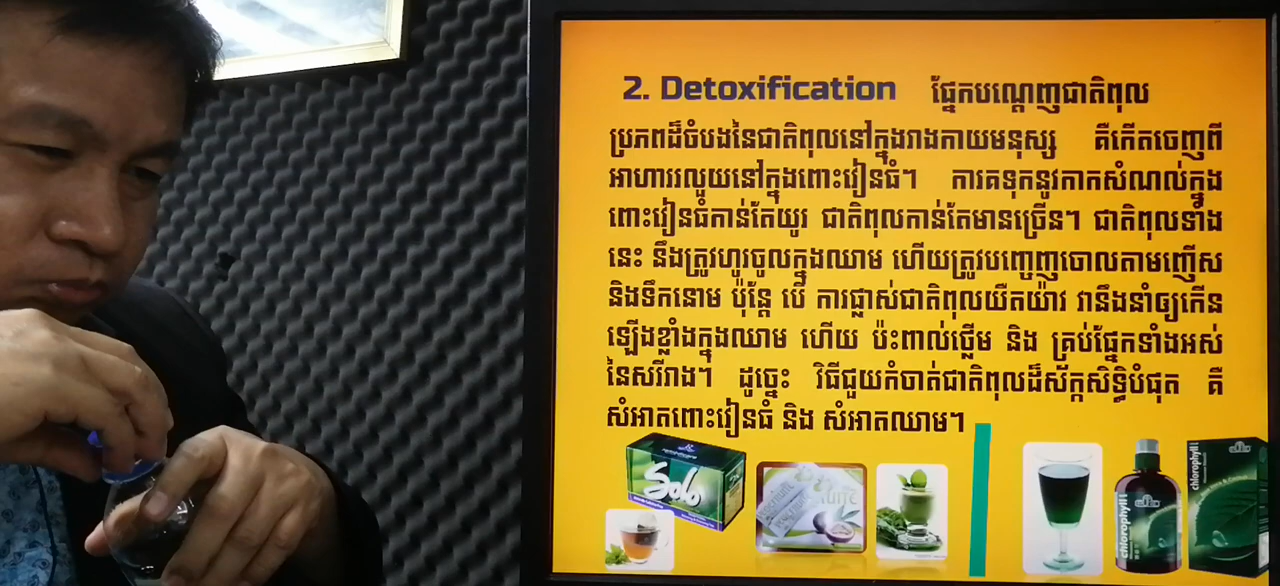 2. Detoxification ផ្នែកបណ្តេញជាតិពុល
ប្រភពដ៏ចំបងនៃជាតិពុលនៅក្នុងរាងកាយមនុស្ស គឺកើតចេញពី
អាហាររលួយនៅក្នុងពោះវៀនធំ។ ការគទុកនូវកាកសំណល់ក្នុង
ពោះវៀនធំកាន់តែយូរ ជាតិពុលកាន់តែមានច្រើន។ ជាតិពុលទាំង
នេះ នឹងត្រូវហូរចូលក្នុងឈាម ហើយត្រូវបញ្ចេញចោលតាមញើស
និងទឹកនោម ប៉ុន្តែ បើ ការផ្លាស់ជាតិពុលយឺតយ៉ាវ វានឹងនាំឲ្យកើន
ឡើងខ្លាំងក្នុងឈាម ហើយ ប៉ះពាល់ថ្លើម និង គ្រប់ផ្នែកទាំងអស់
នៃសរីរាង។ ដូច្នេះ វិធីជួយកំចាត់ជាតិពុលដ៏ស័ក្កសិទ្ធិបំផុត គឺ
សំអាតពោះវៀនធំ និង សំអាតឈាម។
Solo
chlorophyll
chlorophyll